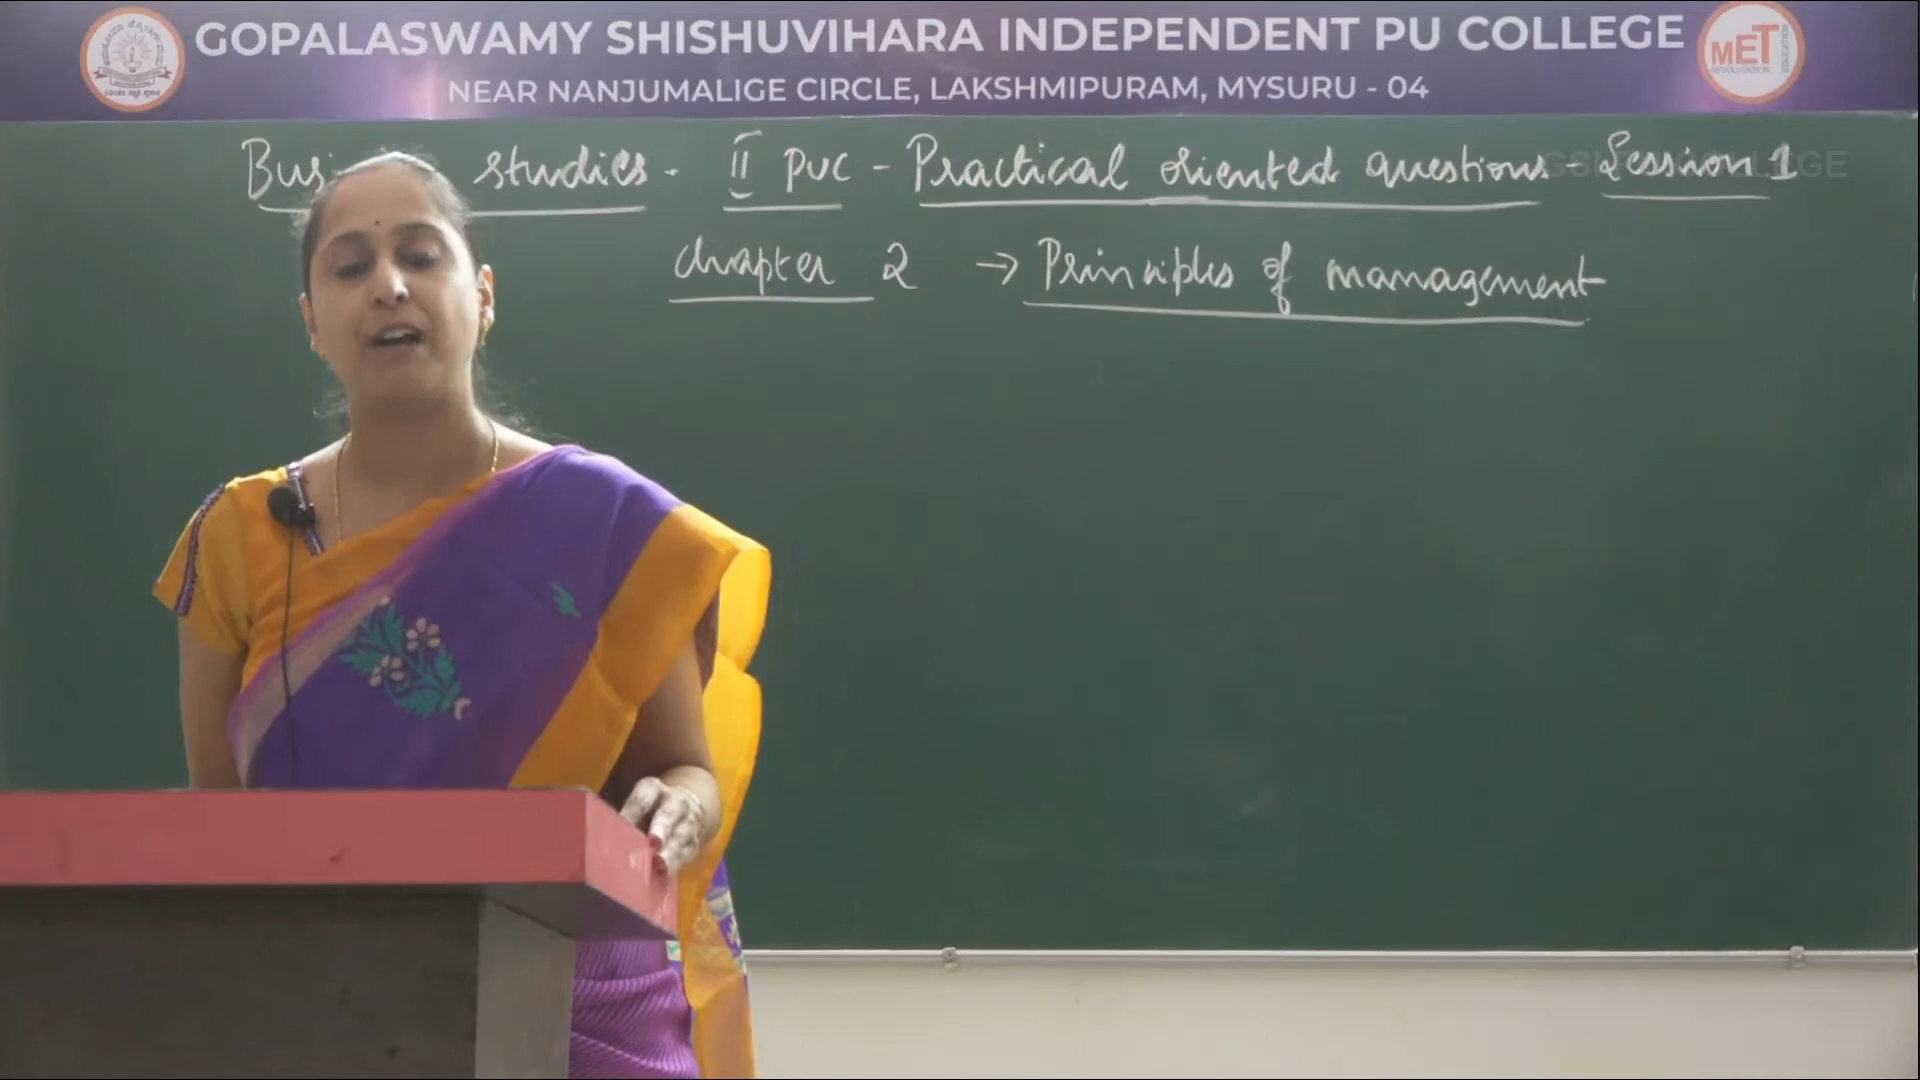 GOPALASWAMY SHISHUVIHARA INDEPENDENT PU COLLEGE
NEAR NANJUMALIGE CIRCLE, LAKSHMIPURAM, MYSURU - 04
MET
studies - II PUC - Practical oriented questions - Session 1
chapter 2 → Principles of management